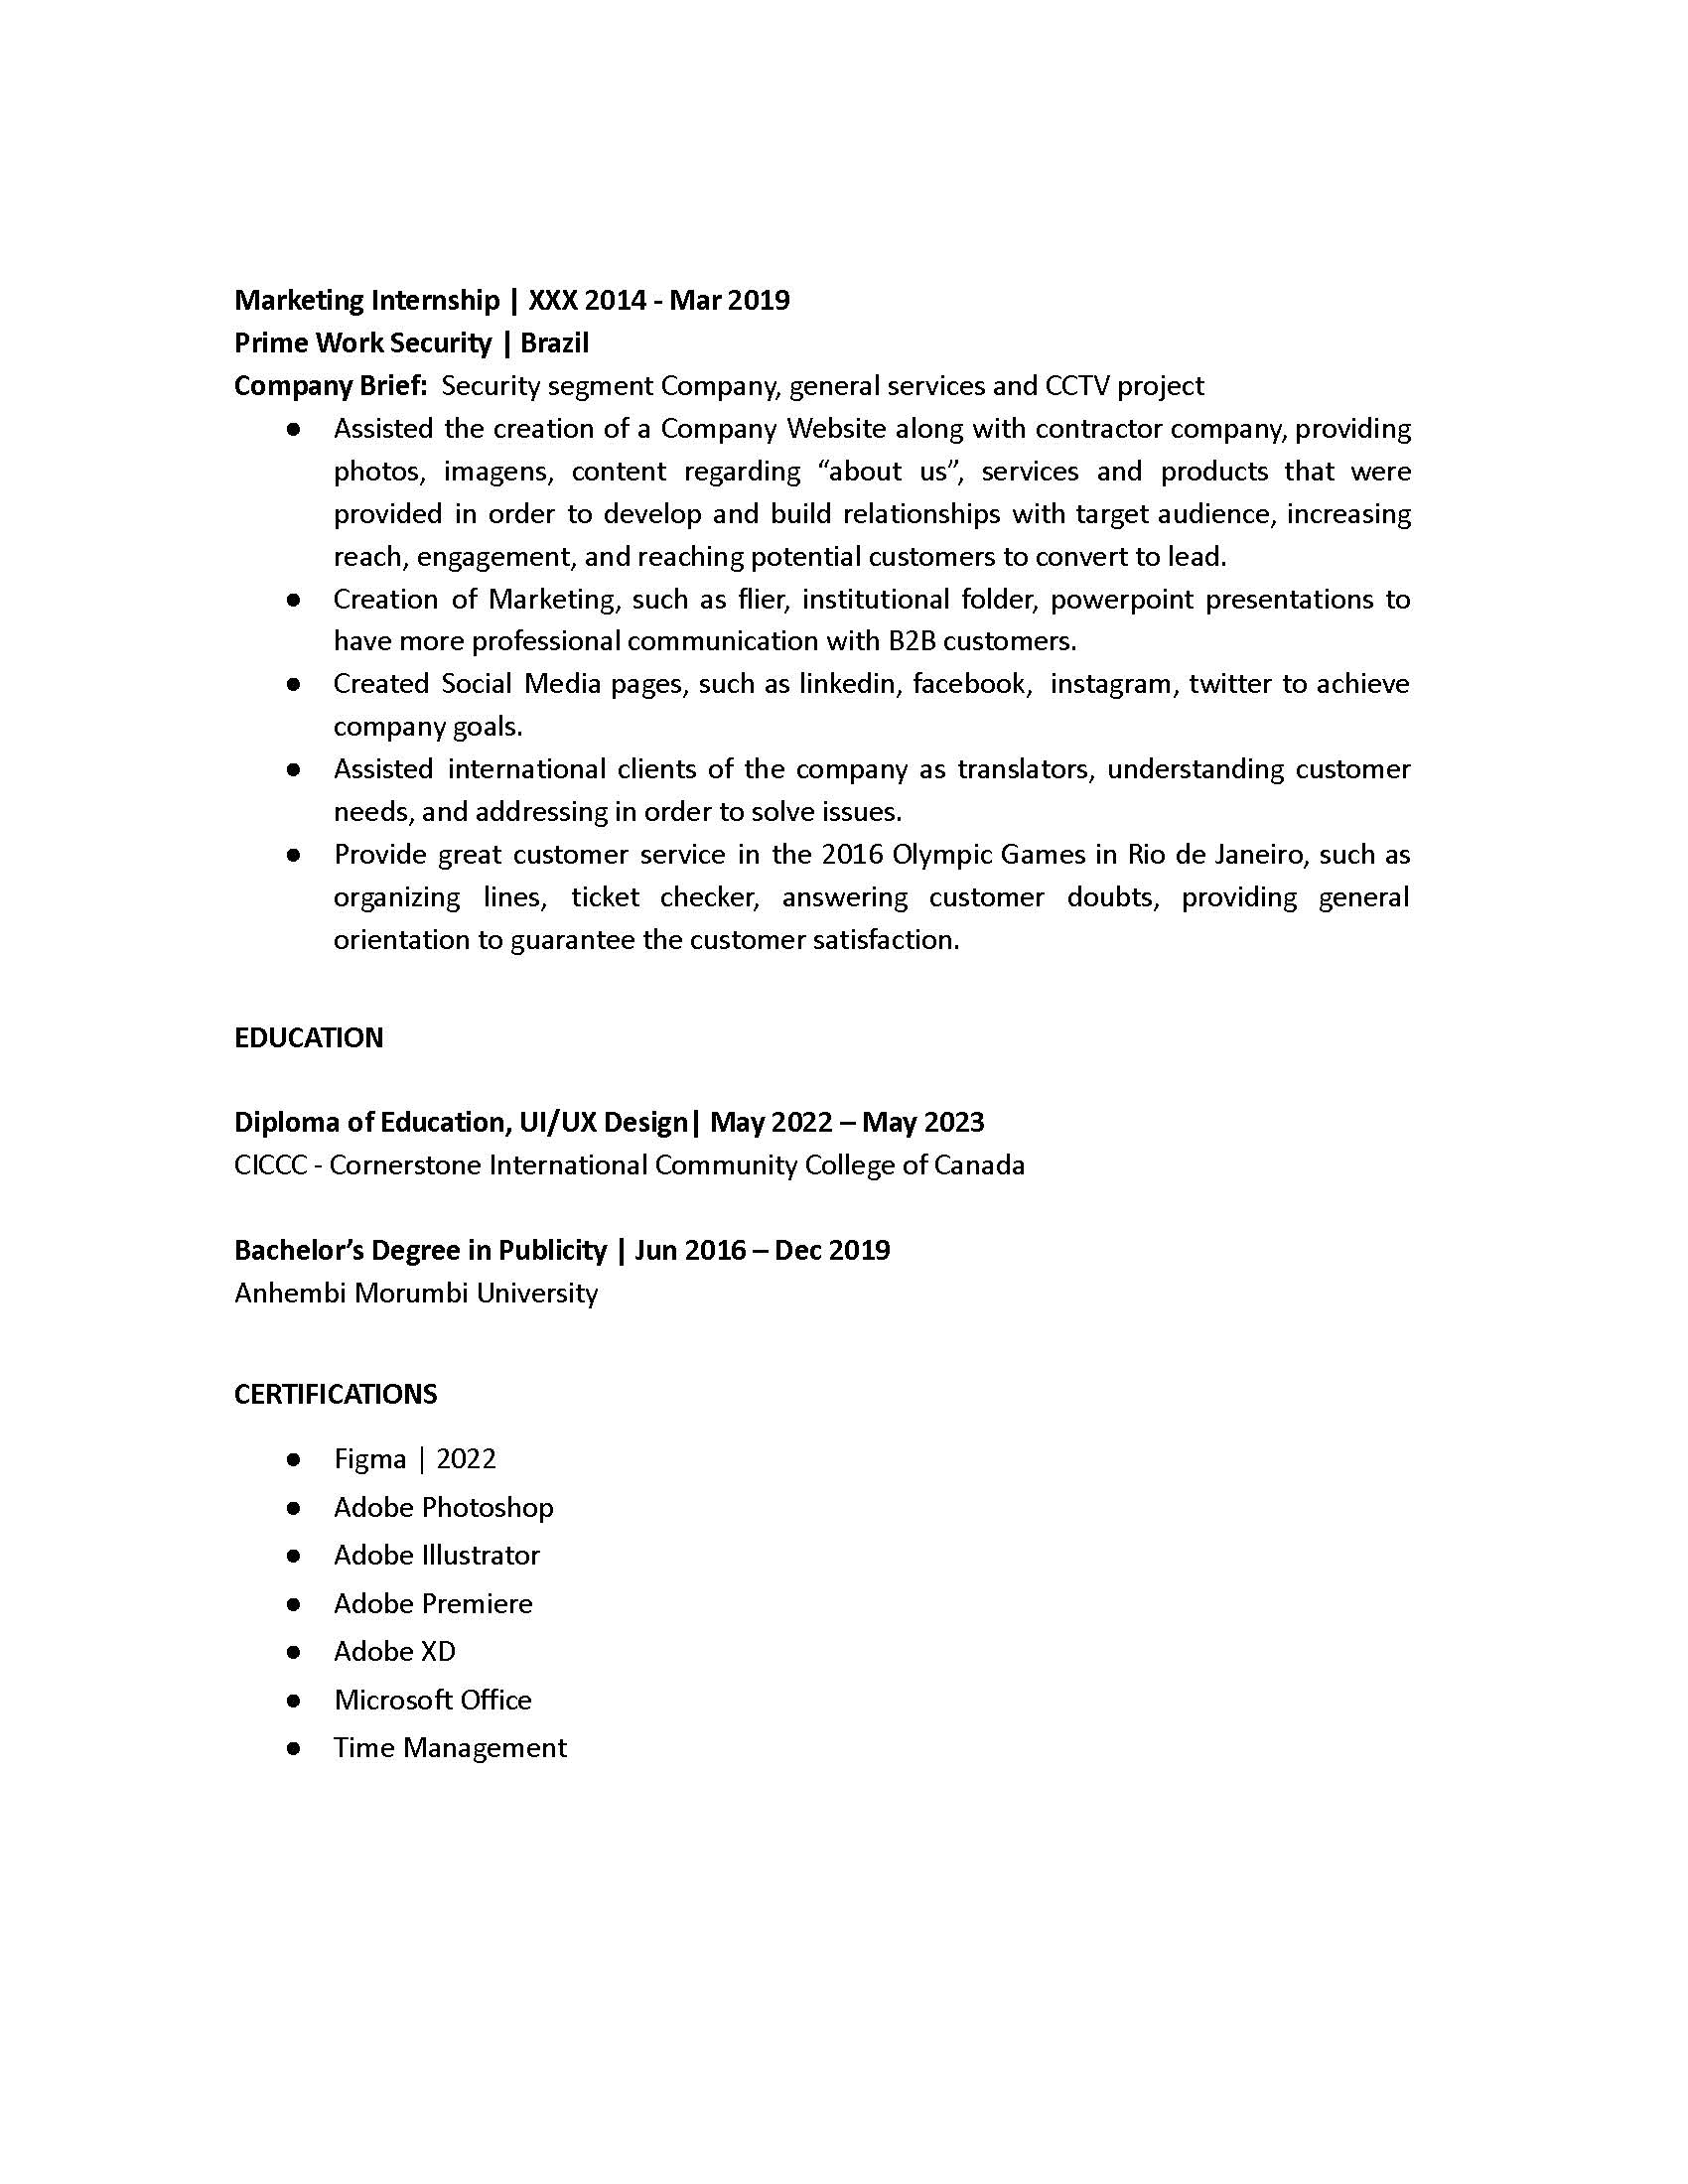 Marketing Internship | XXX 2014 - Mar 2019
Prime Work Security | Brazil
Company Brief:  Security segment Company, general services and CCTV project
● Assisted the creation of a Company Website along with contractor company, providing
photos, imagens, content regarding “about us”, services and products that were
provided in order to develop and build relationships with target audience, increasing
reach, engagement, and reaching potential customers to convert to lead.
● Creation of Marketing, such as flier, institutional folder, powerpoint presentations to
have more professional communication with B2B customers.
● Created Social Media pages, such as linkedin, facebook,  instagram, twitter to achieve
company goals.
● Assisted international clients of the company as translators, understanding customer
needs, and addressing in order to solve issues.
● Provide great customer service in the 2016 Olympic Games in Rio de Janeiro, such as
organizing lines, ticket checker, answering customer doubts, providing general
orientation to guarantee the customer satisfaction.
EDUCATION
Diploma of Education, UI/UX Design| May 2022 – May 2023
CICCC - Cornerstone International Community College of Canada
Bachelor’s Degree in Publicity | Jun 2016 – Dec 2019
Anhembi Morumbi University
CERTIFICATIONS
● Figma | 2022
● Adobe Photoshop
● Adobe Illustrator
● Adobe Premiere
● Adobe XD
● Microsoft Office
● Time Management